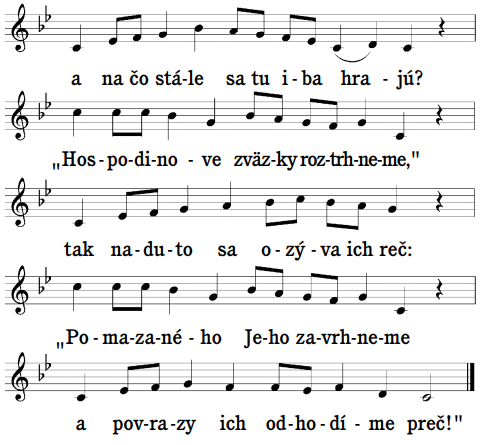 a na čo stá-le sa tu i-ba hra-jú?
„Hos-po-di-no-ve zväz-ky roz-trh-ne-me,"
tak na-du-to sa o-zý-va ich reč:
„Po-ma-za-né-ho Je-ho za-vrh-ne-me
a pov-ra-zy ich od-ho-dí-me preč!"